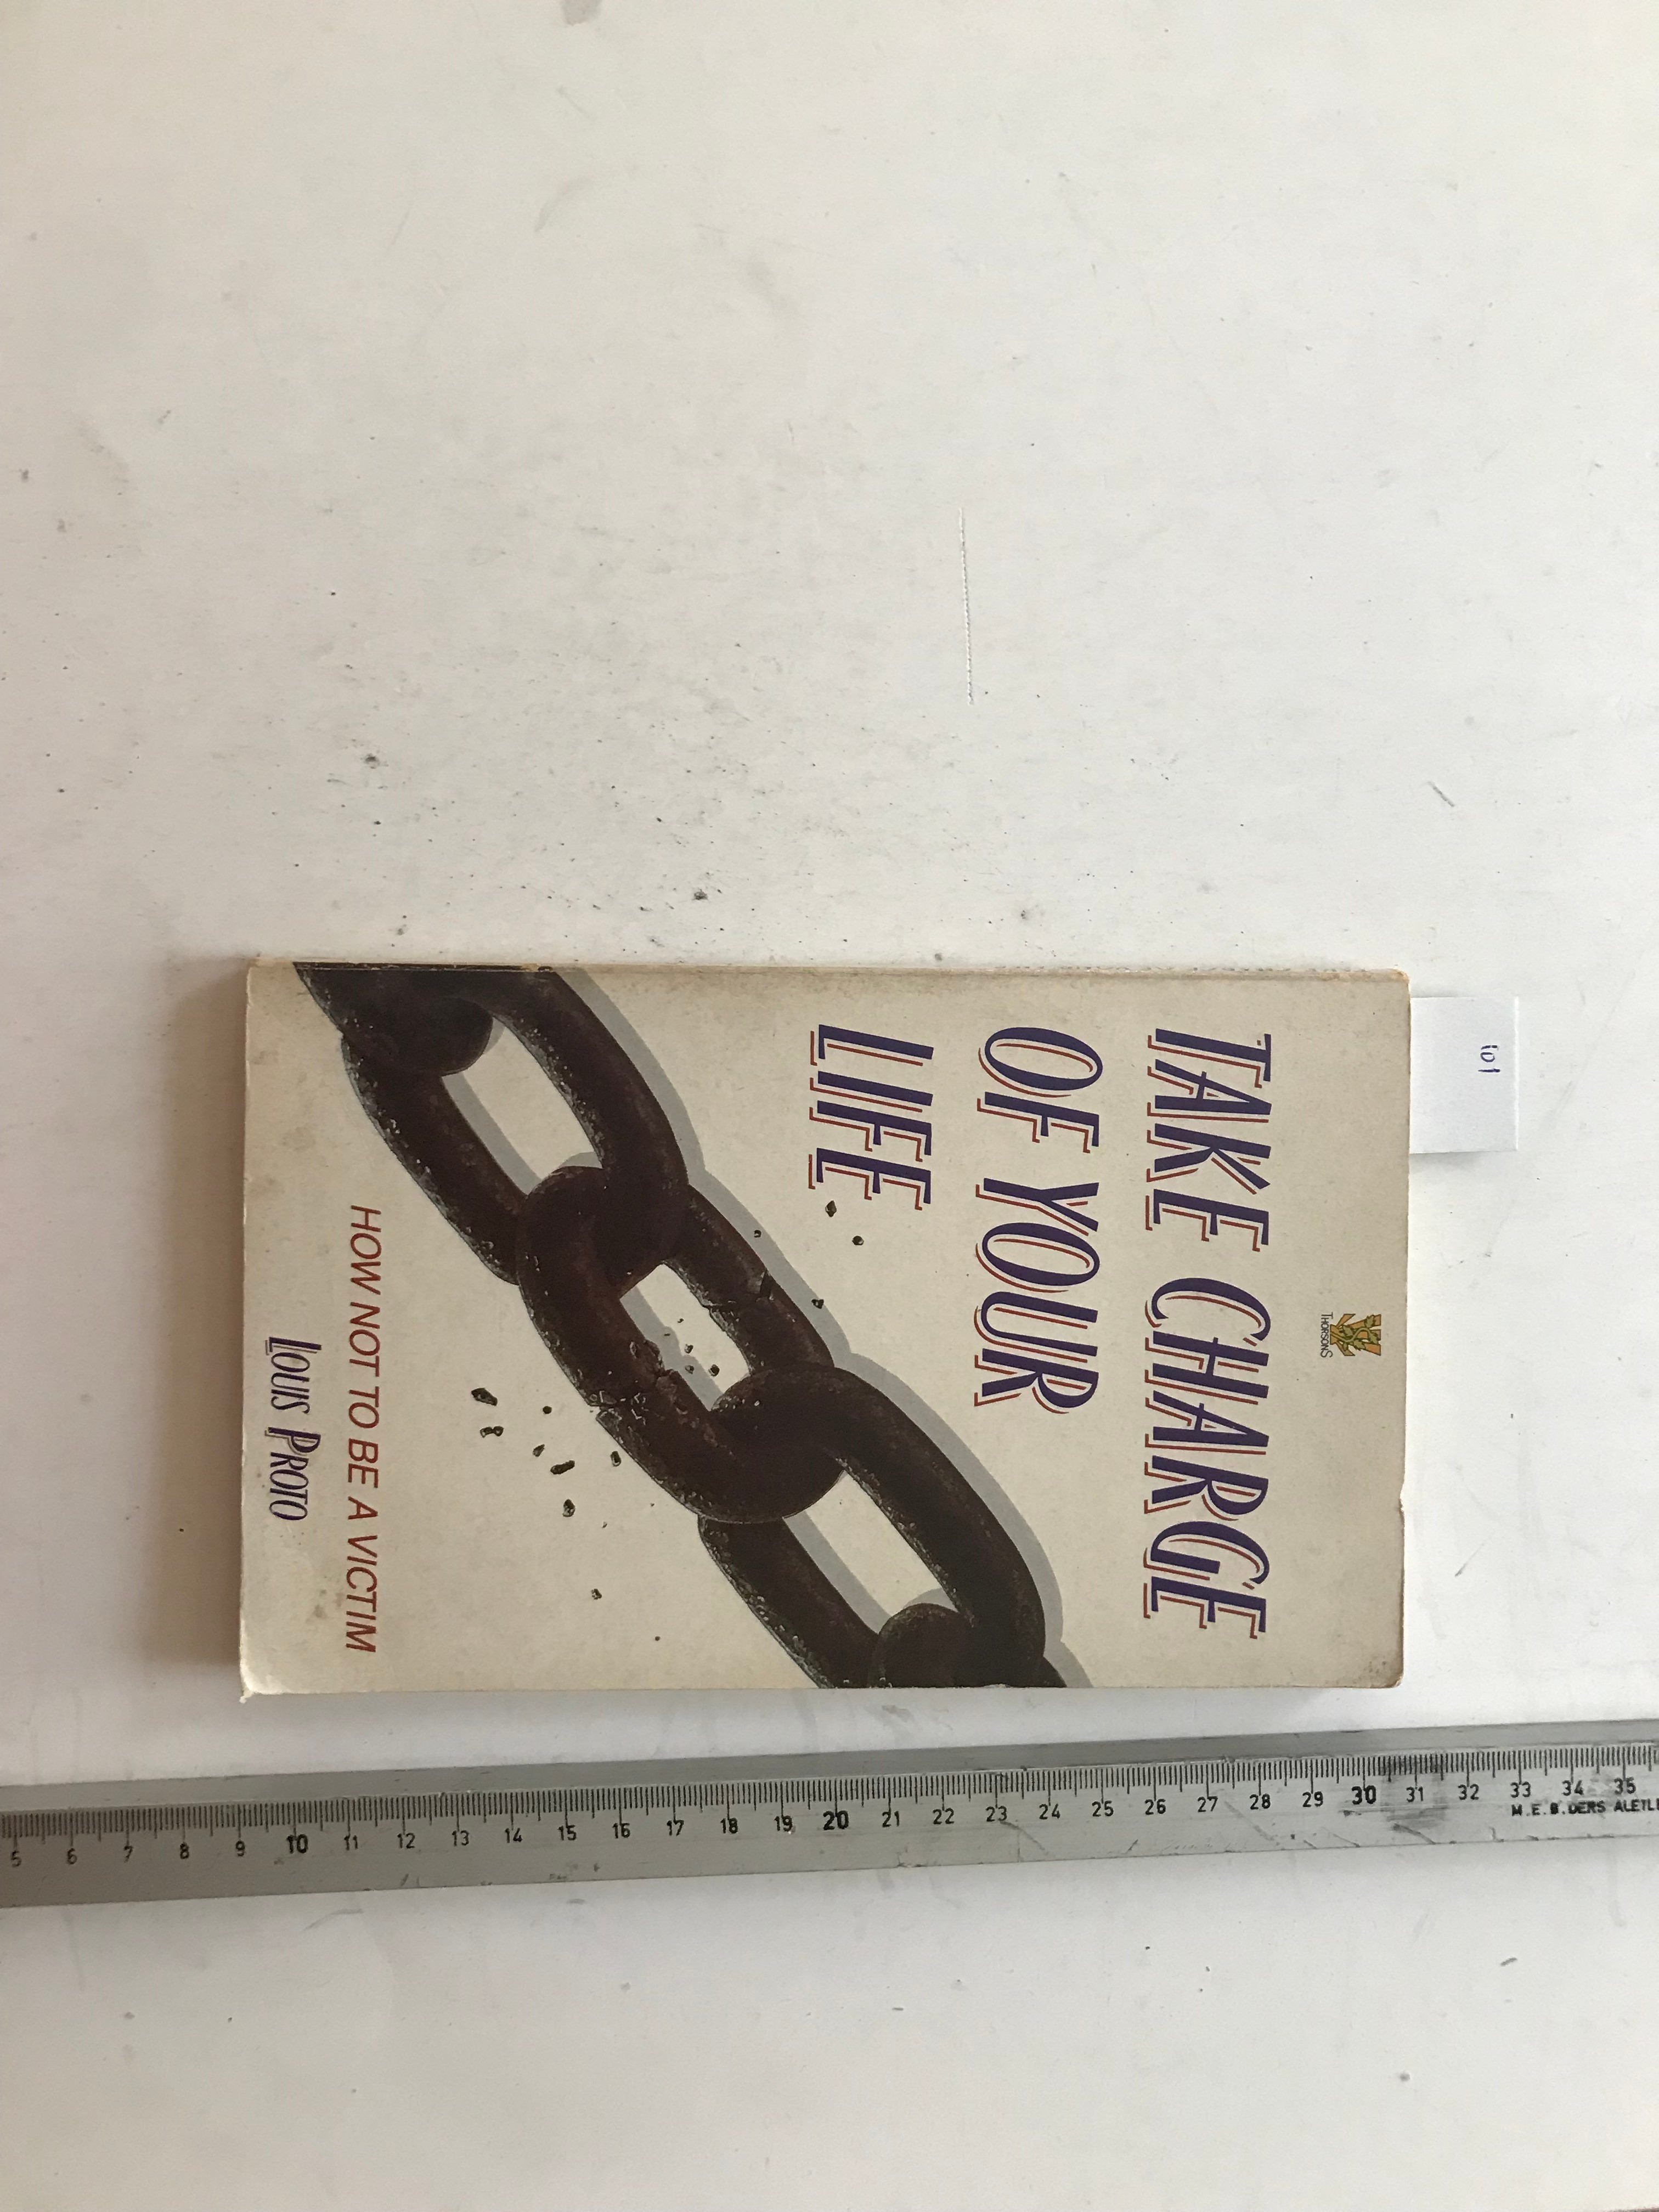 101
THORSONS
TAKE CHARGE
OF YOUR
LIFE
HOW NOT TO BE A VICTIM
LOUIS PROTO
5 6 7 8 9 10 11 12 13 14 15 16 17 18 19 20 21 22 23 24 25 26 27 28 29 30 31 32 33 34 35
M.E.B. DERS ALETLE